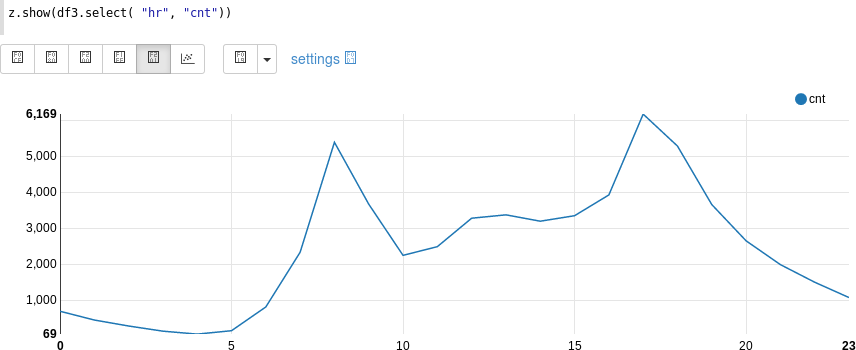 z.show(df3.select( "hr", "cnt"))
settings
cnt
6,169
5,000
4,000
3,000
2,000
1,000
69
0 5 10 15 20 23